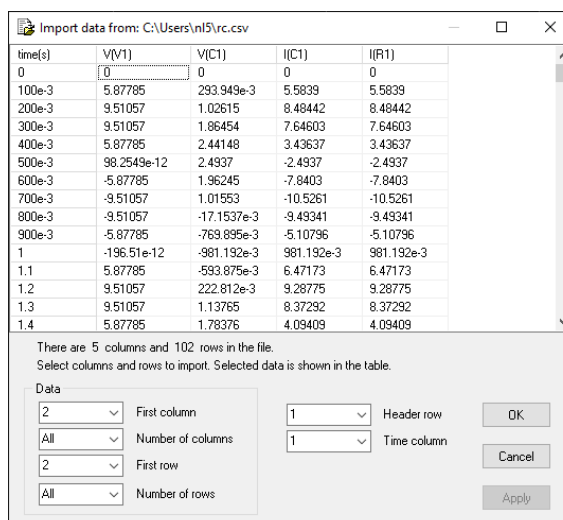 Import data from: C:\Users\nl5\rc.csv
time(s) V(V1) V(C1) I(C1) I(R1)
0 0 0 0 0
100e-3 5.87785 293.949e-3 5.5839 5.5839
200e-3 9.51057 1.02615 8.48442 8.48442
300e-3 9.51057 1.86454 7.64603 7.64603
400e-3 5.87785 2.44148 3.43637 3.43637
500e-3 98.2549e-12 2.4937 -2.4937 -2.4937
600e-3 -5.87785 1.96245 -7.8403 -7.8403
700e-3 -9.51057 1.01553 -10.5261 -10.5261
800e-3 -9.51057 -17.1537e-3 -9.49341 -9.49341
900e-3 -5.87785 -769.895e-3 -5.10796 -5.10796
1 -196.51e-12 -981.192e-3 981.192e-3 981.192e-3
1.1 5.87785 -593.875e-3 6.47173 6.47173
1.2 9.51057 222.812e-3 9.28775 9.28775
1.3 9.51057 1.13765 8.37292 8.37292
1.4 5.87785 1.78376 4.09409 4.09409
There are 5 columns and 102 rows in the file.
Select columns and rows to import. Selected data is shown in the table.
Data
2 First column 1 Header row OK
All Number of columns 1 Time column
2 First row Cancel
All Number of rows Apply